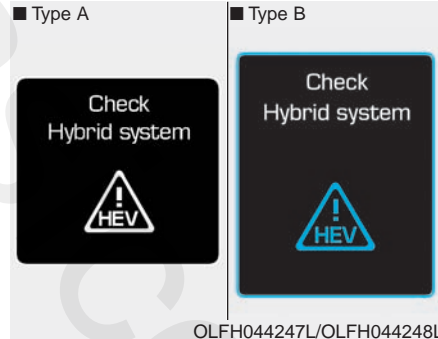 ■ Type A
Check
Hybrid system
!
HEV
■ Type B
Check
Hybrid system
!
HEV
OLFH044247L/OLFH044248L